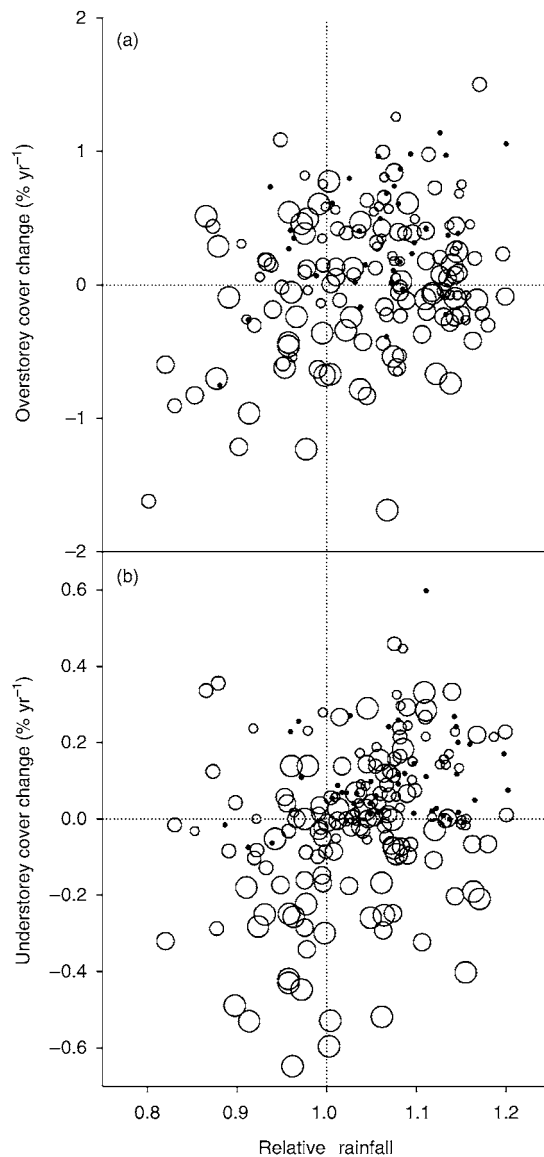 (a)
2
1
0
−1
−2
Overstorey cover change (% yr⁻¹)
(b)
0.6
0.4
0.2
0.0
−0.2
−0.4
−0.6
Understorey cover change (% yr⁻¹)
0.8 0.9 1.0 1.1 1.2
Relative rainfall